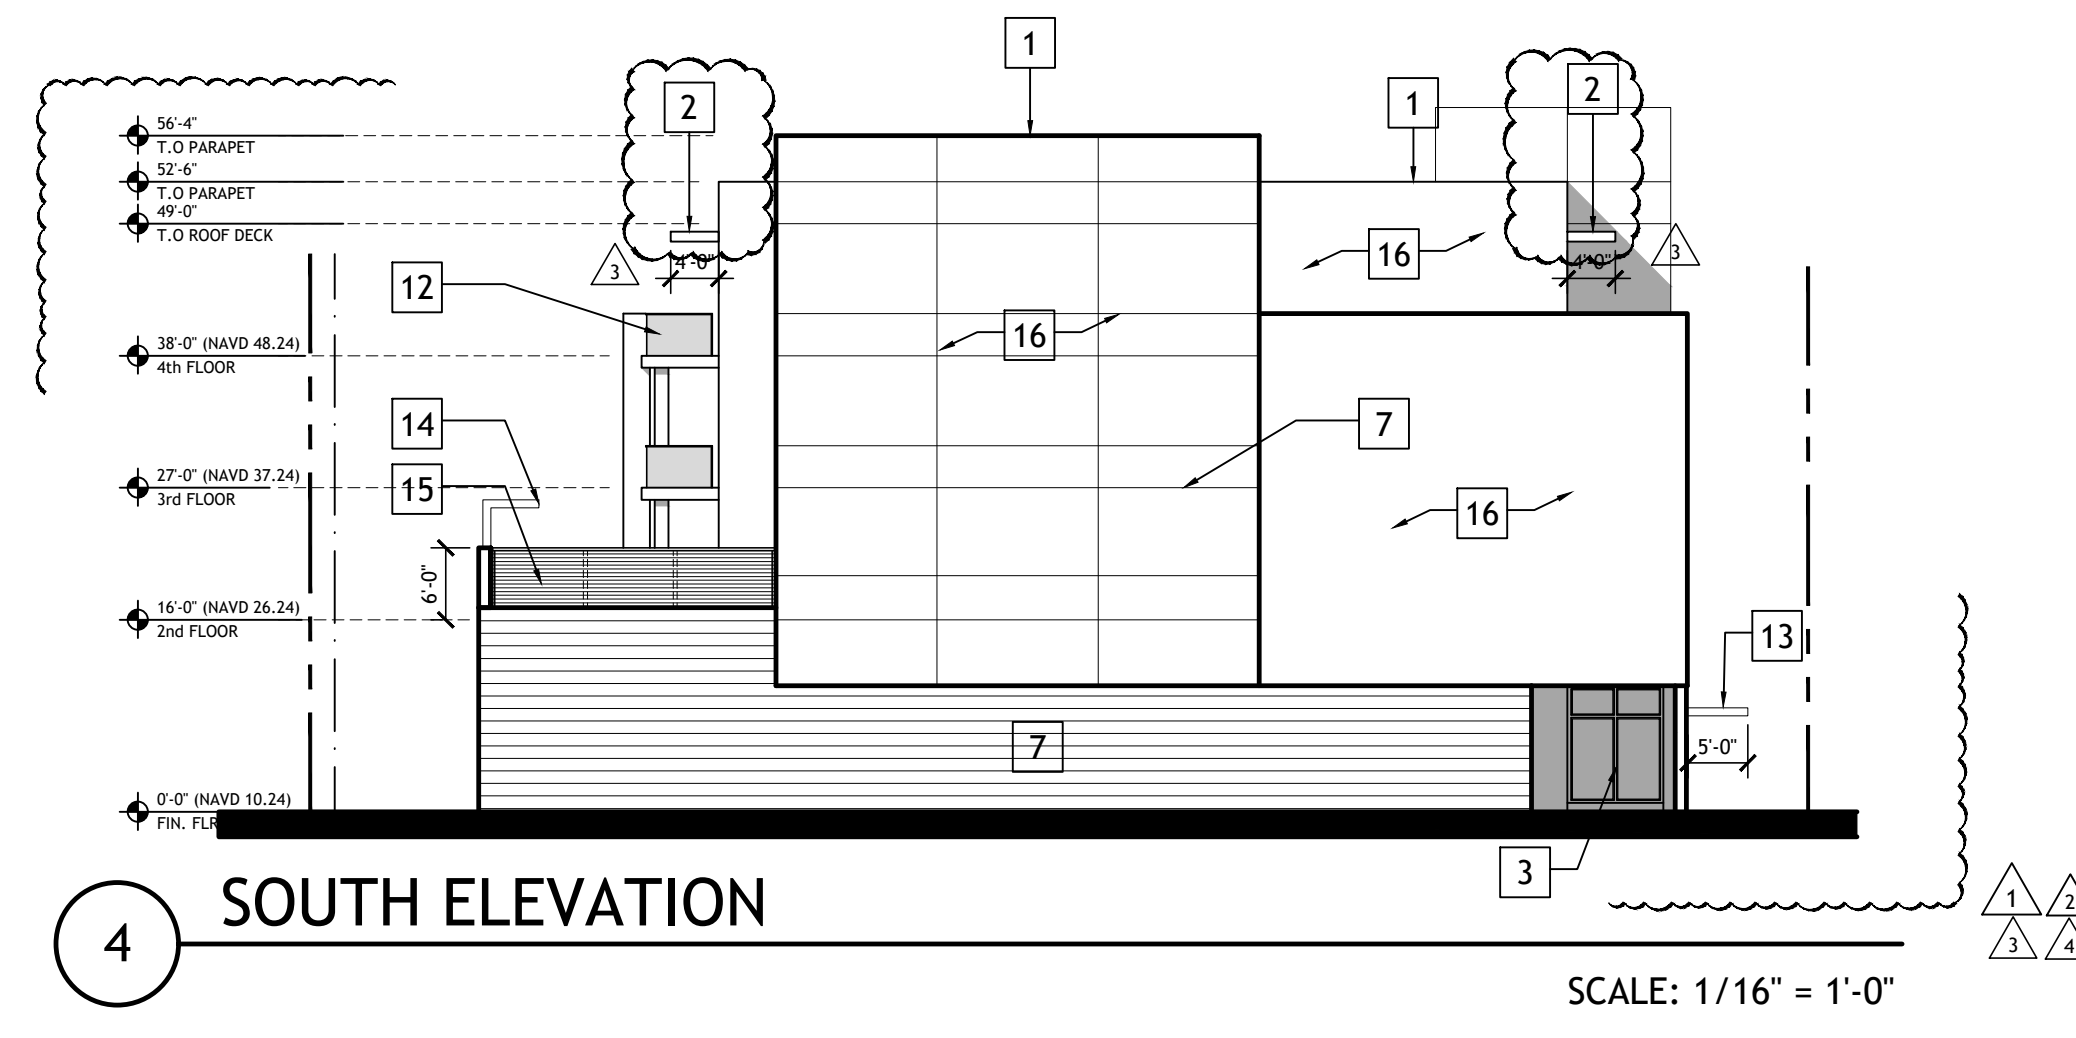 1
2
1
2
56'-4"
T.O PARAPET
52'-6"
T.O PARAPET
49'-0"
T.O ROOF DECK
16
3
4'-0"
4'-0"
3
12
16
38'-0" (NAVD 48.24)
4th FLOOR
14
7
27'-0" (NAVD 37.24)
3rd FLOOR
15
16
6'-0"
16'-0" (NAVD 26.24)
2nd FLOOR
13
7
5'-0"
0'-0" (NAVD 10.24)
FIN. FLR
3
4
SOUTH ELEVATION
1 2
3 4
SCALE: 1/16" = 1'-0"